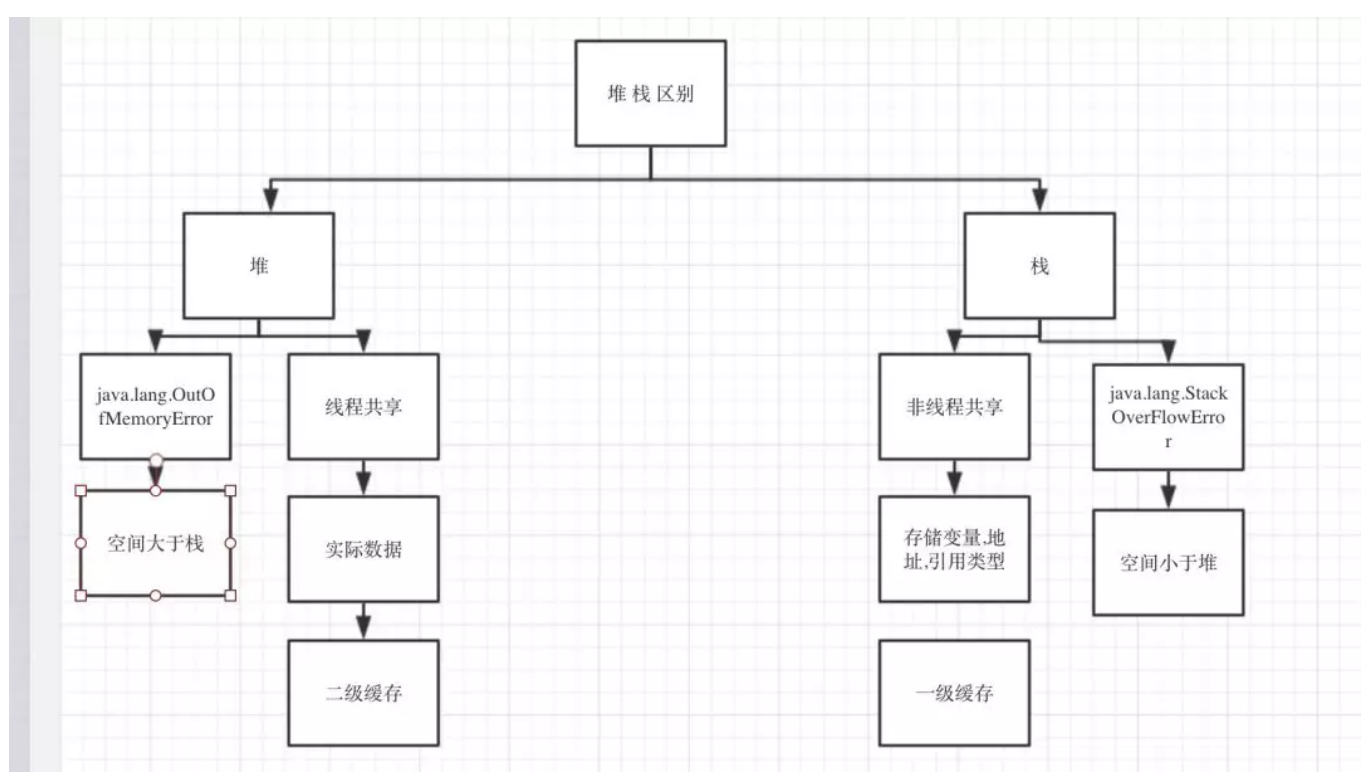 堆 栈 区别
堆
栈
java.lang.OutO
fMemoryError
线程共享
非线程共享
java.lang.Stack
OverFlowErro
r
空间大于栈
实际数据
存储变量,地
址,引用类型
空间小于堆
二级缓存
一级缓存